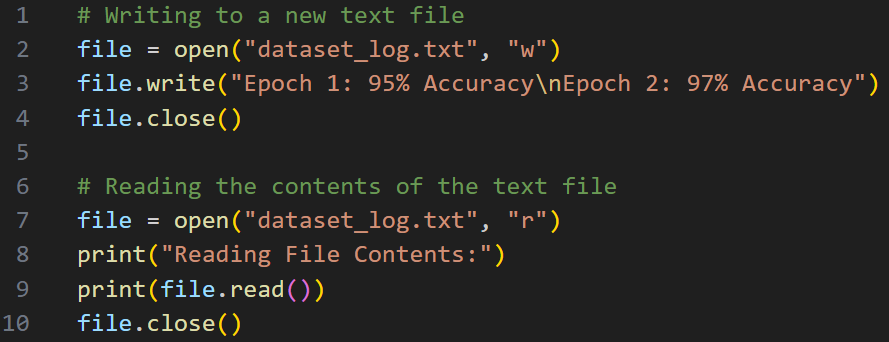 1 # Writing to a new text file
2 file = open("dataset_log.txt", "w")
3 file.write("Epoch 1: 95% Accuracy\nEpoch 2: 97% Accuracy")
4 file.close()
5
6 # Reading the contents of the text file
7 file = open("dataset_log.txt", "r")
8 print("Reading File Contents:")
9 print(file.read())
10 file.close()